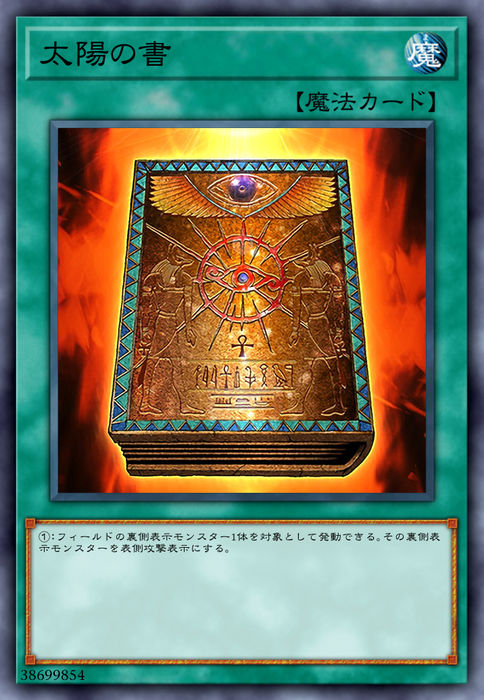 太陽の書
魔
【魔法カード】
①:フィールドの裏側表示モンスター1体を対象として発動できる。その裏側表
示モンスターを表側攻撃表示にする。
38699854